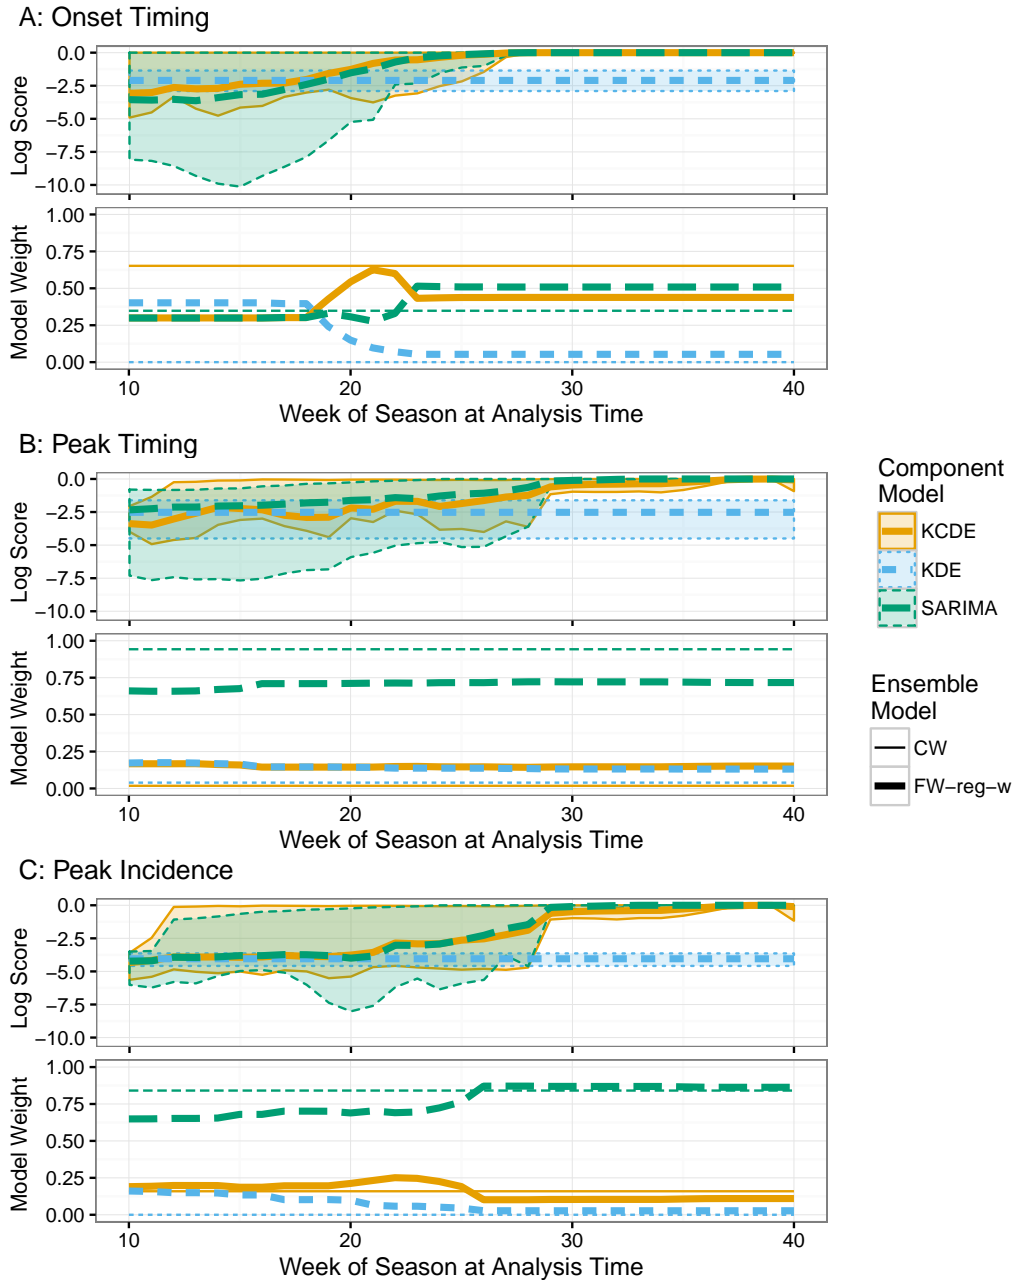 A: Onset Timing
0.0
−2.5
−5.0
−7.5
−10.0
Log Score
1.00
0.75
0.50
0.25
0.00
Model Weight
10 20 30 40
Week of Season at Analysis Time
B: Peak Timing
0.0
−2.5
−5.0
−7.5
−10.0
Log Score
1.00
0.75
0.50
0.25
0.00
Model Weight
10 20 30 40
Week of Season at Analysis Time
C: Peak Incidence
0.0
−2.5
−5.0
−7.5
−10.0
Log Score
1.00
0.75
0.50
0.25
0.00
Model Weight
10 20 30 40
Week of Season at Analysis Time
Component
Model
KCDE
KDE
SARIMA
Ensemble
Model
CW
FW−reg−w